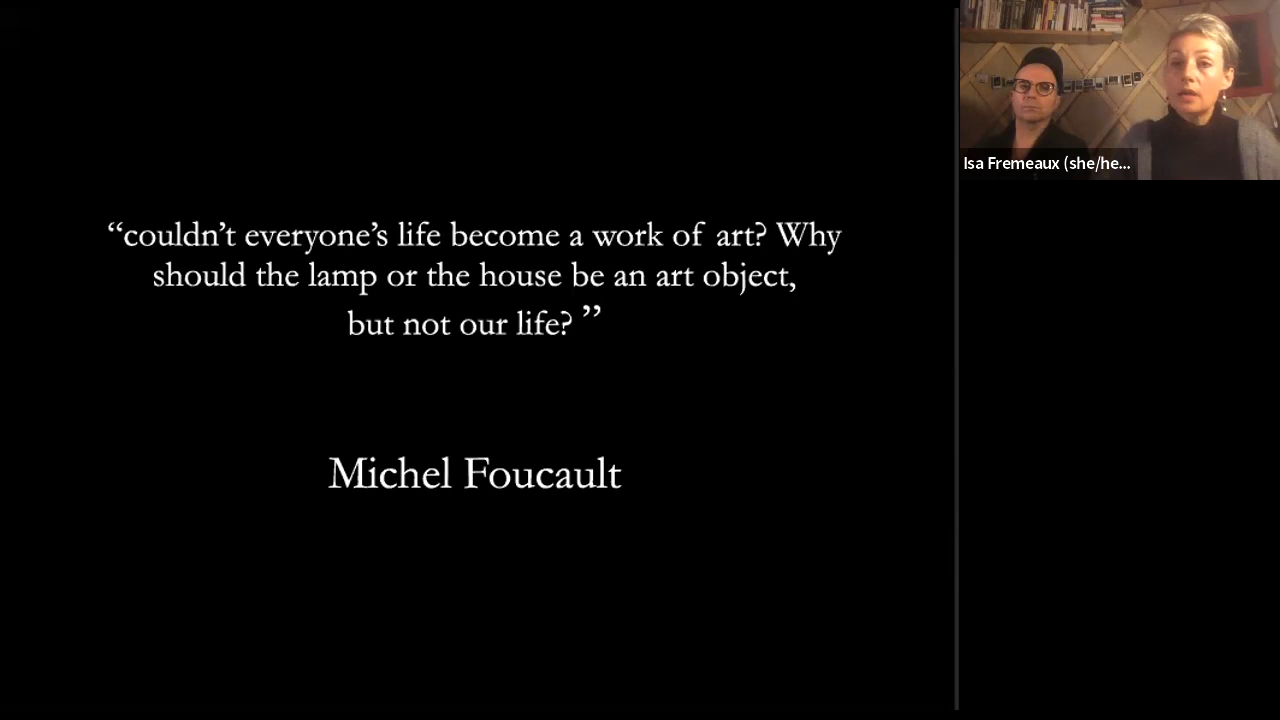 “couldn’t everyone’s life become a work of art? Why
should the lamp or the house be an art object,
but not our life? ”
Michel Foucault
Isa Fremeaux (she/he...